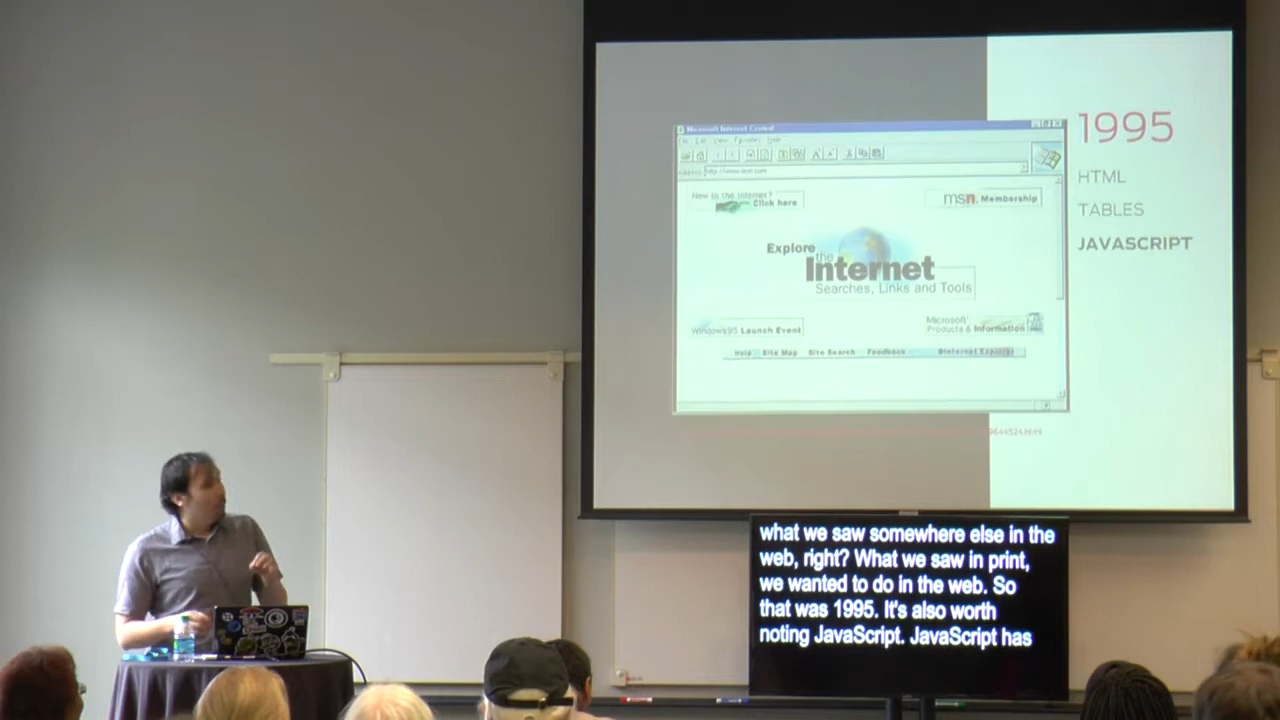 1995
HTML
TABLES
JAVASCRIPT
Microsoft Internet Central
New to the Internet?
Click here
msn. Membership
Explore
the
Internet
Searches, Links and Tools
Windows95 Launch Event
Microsoft
Products & Information
Help Site Map Site Search Feedback
what we saw somewhere else in the
web, right? What we saw in print,
we wanted to do in the web. So
that was 1995. It's also worth
noting JavaScript. JavaScript has